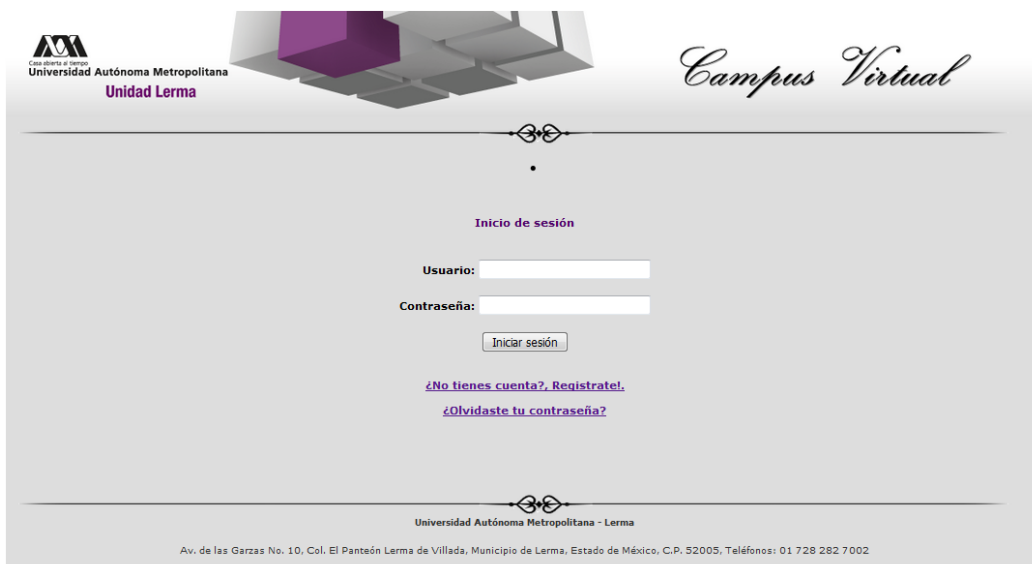 Casa abierta al tiempo
Universidad Autónoma Metropolitana
Unidad Lerma
Campus Virtual
Inicio de sesión
Usuario:
Contraseña:
Iniciar sesión
¿No tienes cuenta?, Registrate!.
¿Olvidaste tu contraseña?
Universidad Autónoma Metropolitana - Lerma
Av. de las Garzas No. 10, Col. El Panteón Lerma de Villada, Municipio de Lerma, Estado de México, C.P. 52005, Teléfonos: 01 728 282 7002